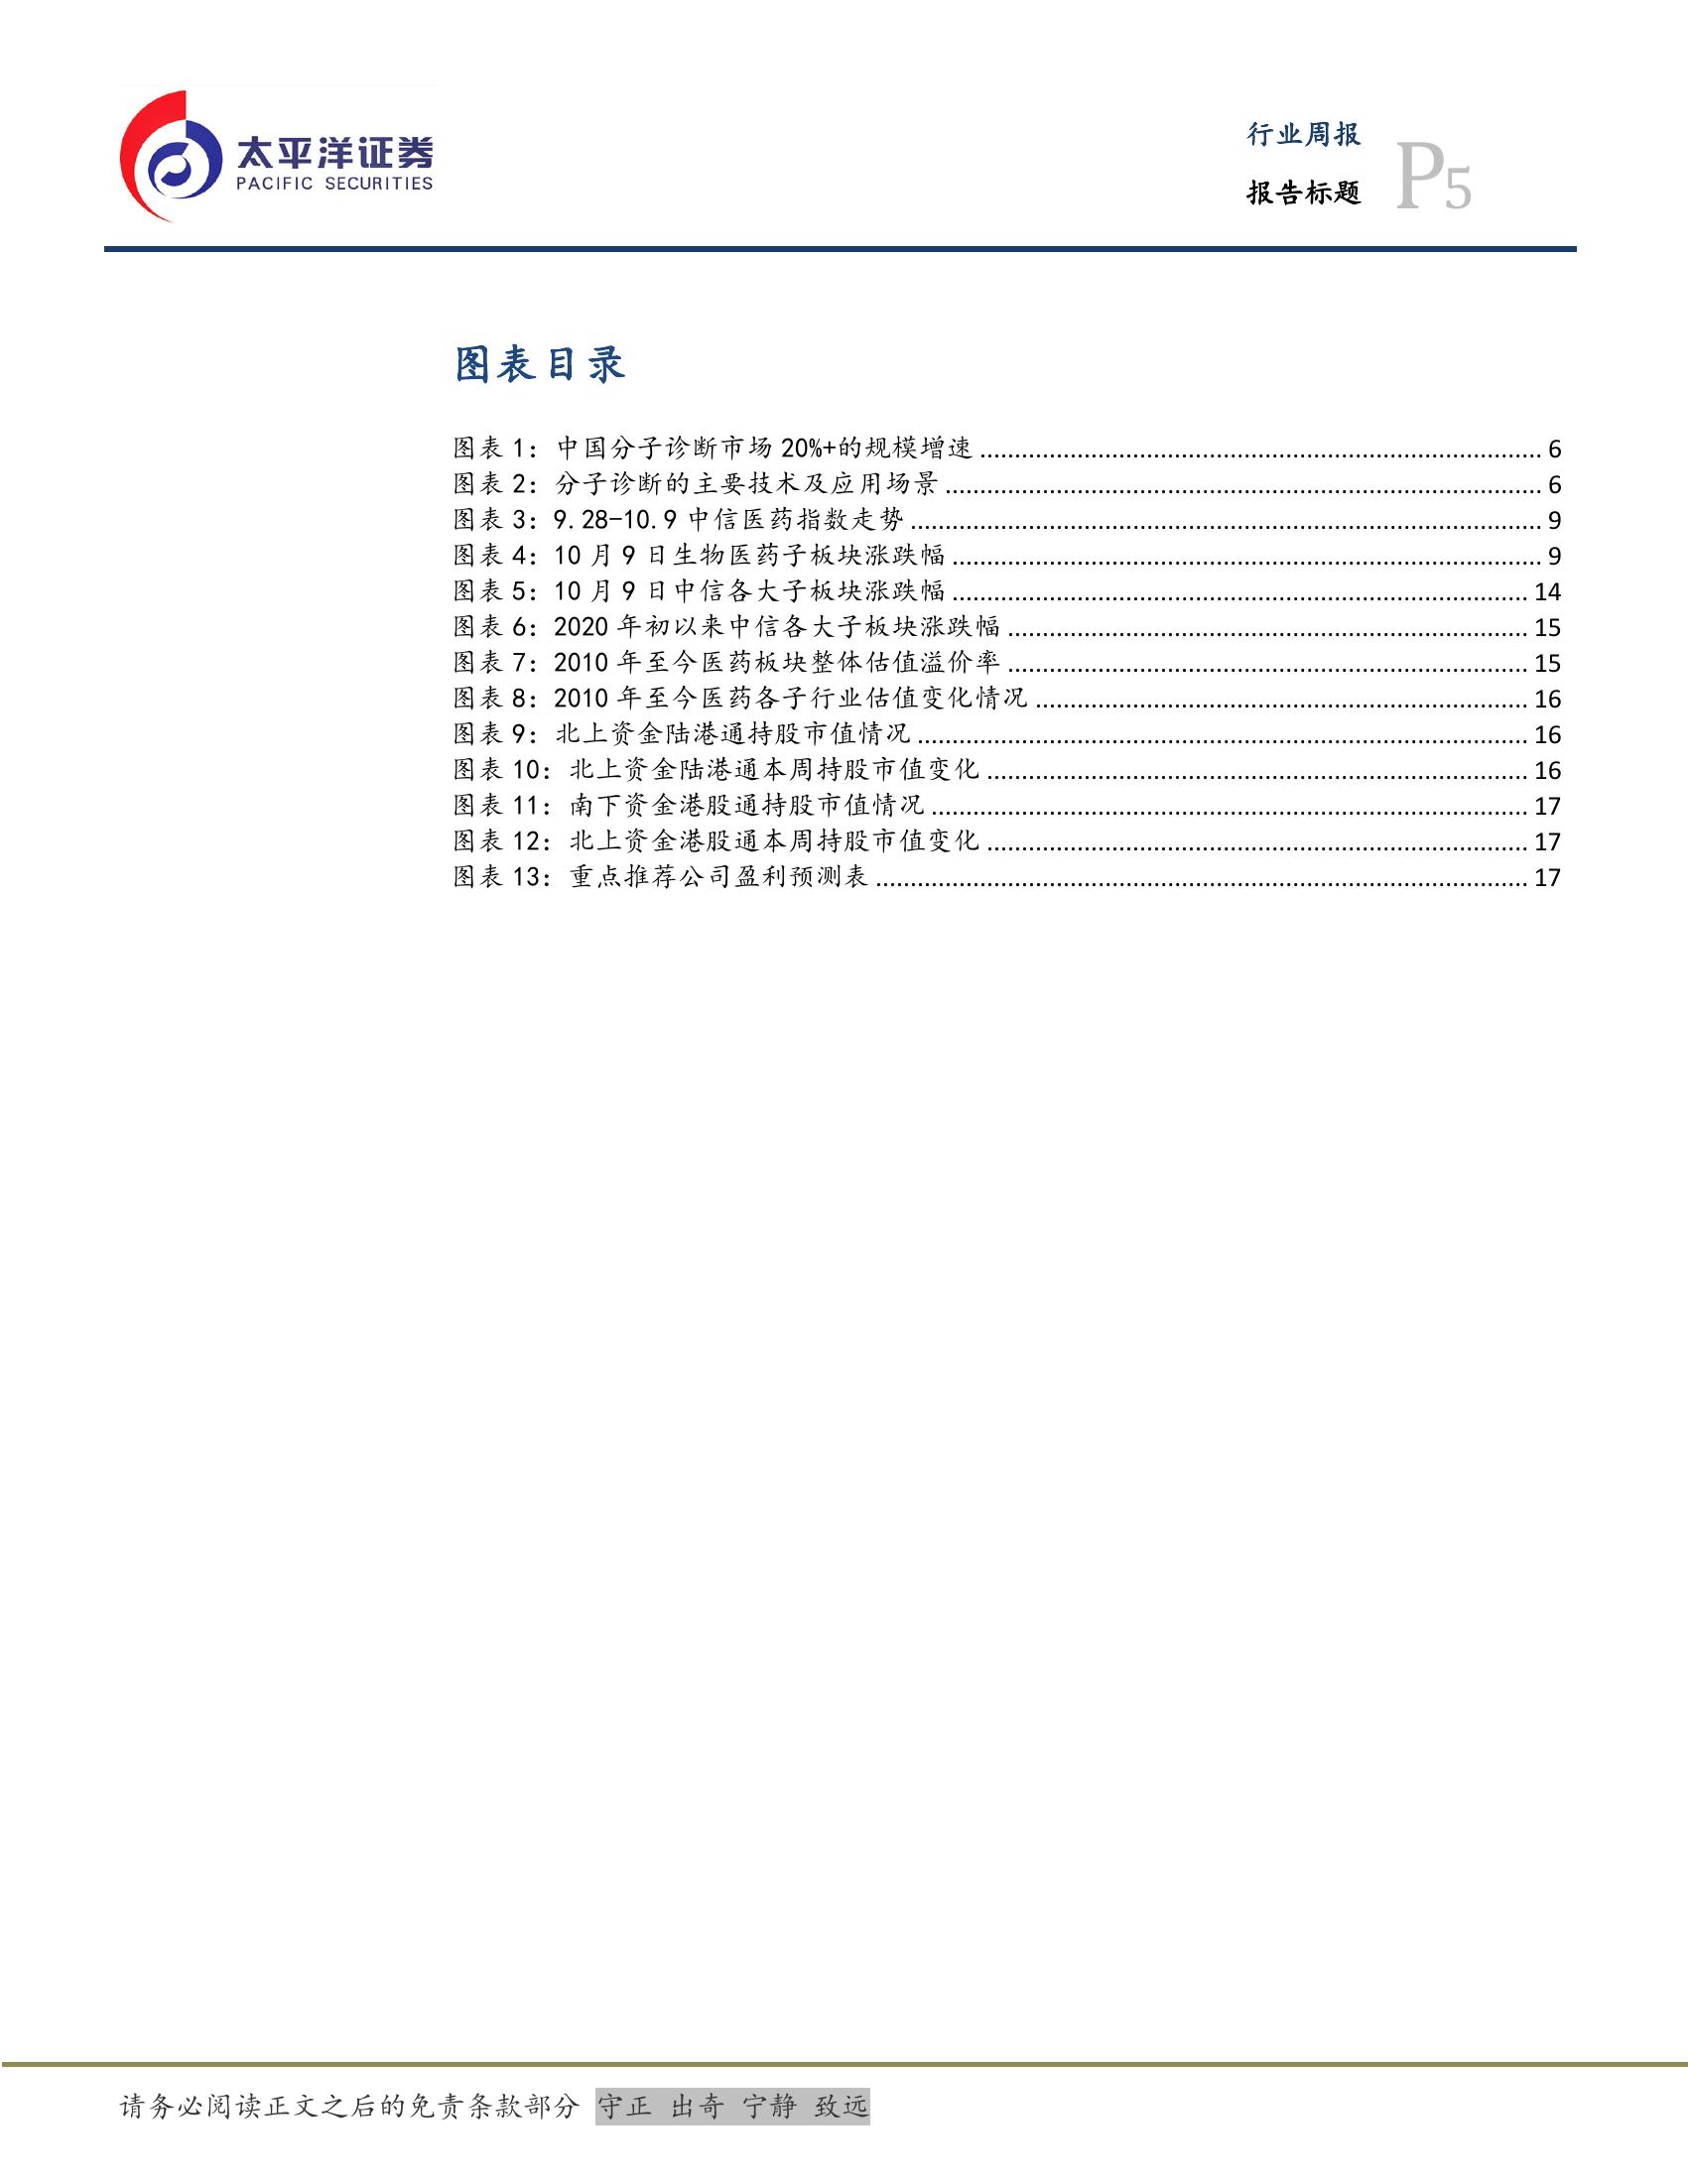 太平洋证券
PACIFIC SECURITIES
行业周报
报告标题
P5
图表目录
图表 1：中国分子诊断市场 20%+的规模增速 6
图表 2：分子诊断的主要技术及应用场景 6
图表 3：9.28-10.9 中信医药指数走势 9
图表 4：10 月 9 日生物医药子板块涨跌幅 9
图表 5：10 月 9 日中信各大子板块涨跌幅 14
图表 6：2020 年初以来中信各大子板块涨跌幅 15
图表 7：2010 年至今医药板块整体估值溢价率 15
图表 8：2010 年至今医药各子行业估值变化情况 16
图表 9：北上资金陆港通持股市值情况 16
图表 10：北上资金陆港通本周持股市值变化 16
图表 11：南下资金港股通持股市值情况 17
图表 12：北上资金港股通本周持股市值变化 17
图表 13：重点推荐公司盈利预测表 17
请务必阅读正文之后的免责条款部分 守正 出奇 宁静 致远